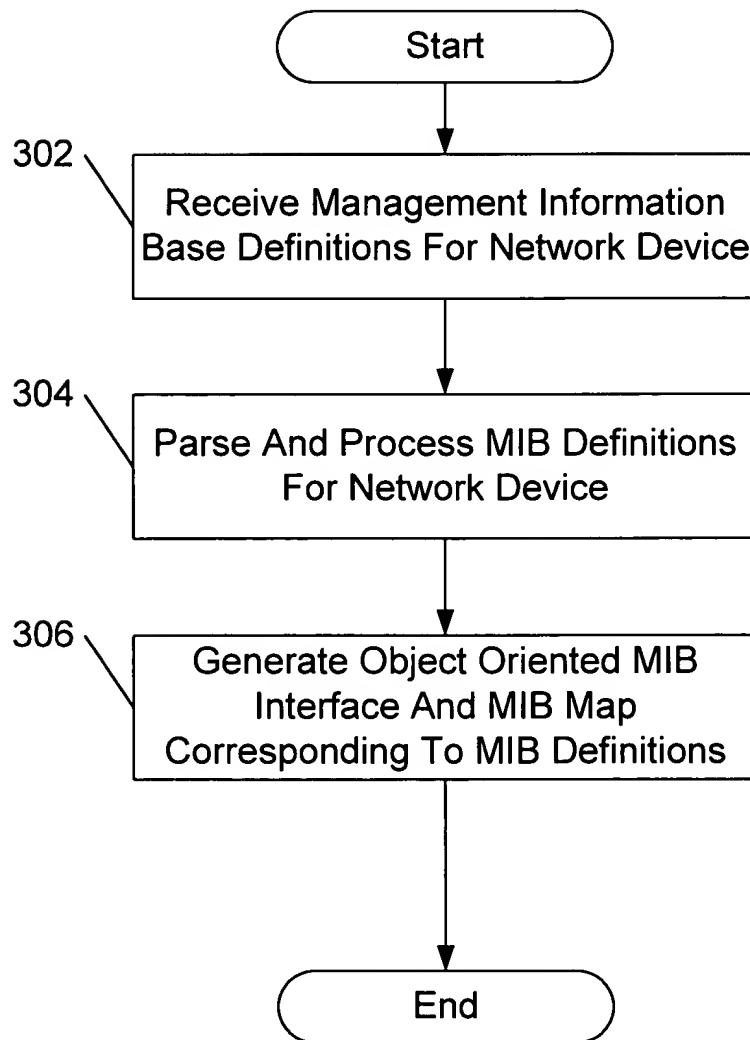 Start
302
Receive Management Information
Base Definitions For Network Device
304
Parse And Process MIB Definitions
For Network Device
306
Generate Object Oriented MIB
Interface And MIB Map
Corresponding To MIB Definitions
End